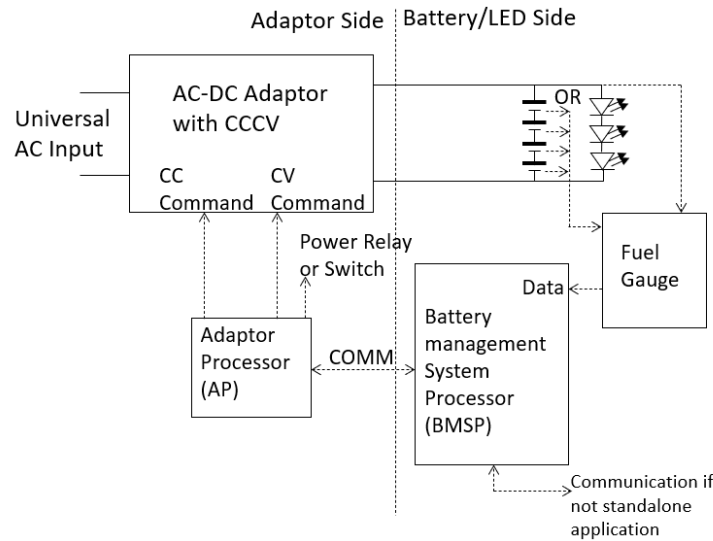 Adaptor Side
Battery/LED Side
AC-DC Adaptor
with CCCV
OR
Universal
AC Input
CC
Command
CV
Command
Power Relay
or Switch
Fuel
Gauge
Data
Adaptor
Processor
(AP)
COMM
Battery
management
System
Processor
(BMSP)
Communication if
not standalone
application